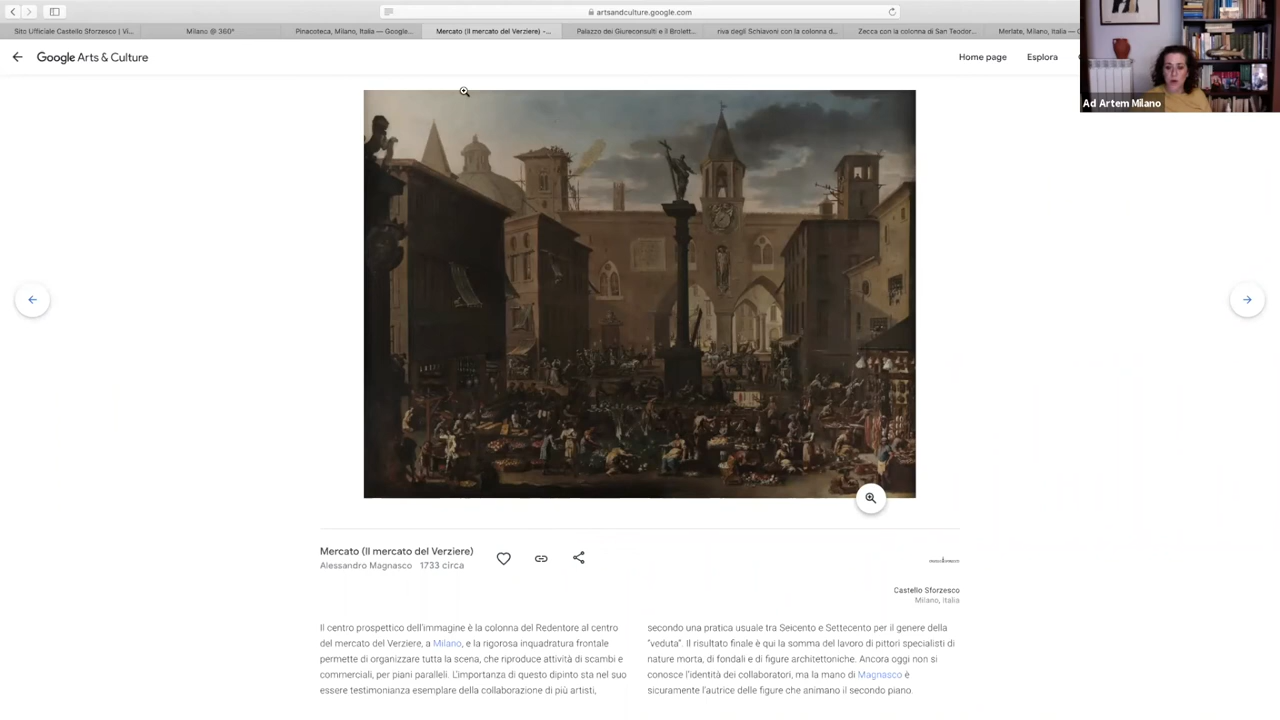 artsandculture.google.com
Sito Ufficiale Castello Sforzesco | Vi...
Milano @ 360°
Pinacoteca, Milano, Italia — Google...
Mercato (Il mercato del Verziere) -...
Palazzo dei Giureconsulti e il Brolett...
riva degli Schiavoni con la colonna d...
Zecca con la colonna di San Teodor...
Merlate, Milano, Italia —
Google Arts & Culture
Home page
Esplora
Ad Artem Milano
Mercato (Il mercato del Verziere)
Alessandro Magnasco 1733 circa
Castello Sforzesco
Milano, Italia
Il centro prospettico dell'immagine è la colonna del Redentore al centro
del mercato del Verziere, a Milano, e la rigorosa inquadratura frontale
permette di organizzare tutta la scena, che riproduce attività di scambi e
commerciali, per piani paralleli. L'importanza di questo dipinto sta nel suo
essere testimonianza esemplare della collaborazione di più artisti,
secondo una pratica usuale tra Seicento e Settecento per il genere della
"veduta". Il risultato finale è qui la somma del lavoro di pittori specialisti di
nature morta, di fondali e di figure architettoniche. Ancora oggi non si
conosce l'identità dei collaboratori, ma la mano di Magnasco è
sicuramente l'autrice delle figure che animano il secondo piano.